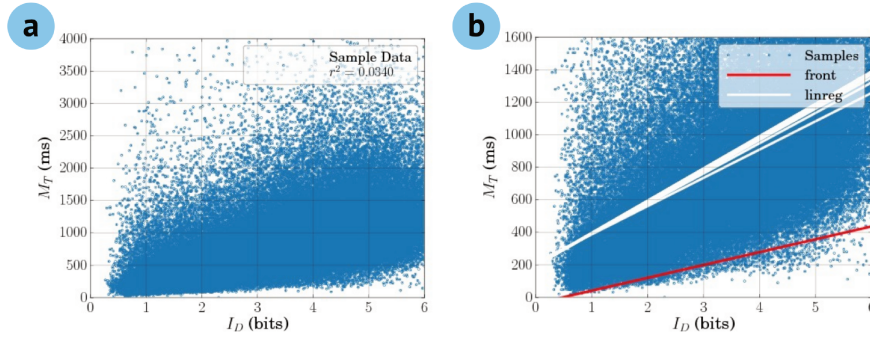 a
4000
3500
3000
2500
2000
1500
1000
500
0
M_T (ms)
Sample Data
r² = 0.0340
0 1 2 3 4 5 6
I_D (bits)
b
1600
1400
1200
1000
800
600
400
200
0
M_T (ms)
Samples
front
linreg
0 1 2 3 4 5 6
I_D (bits)